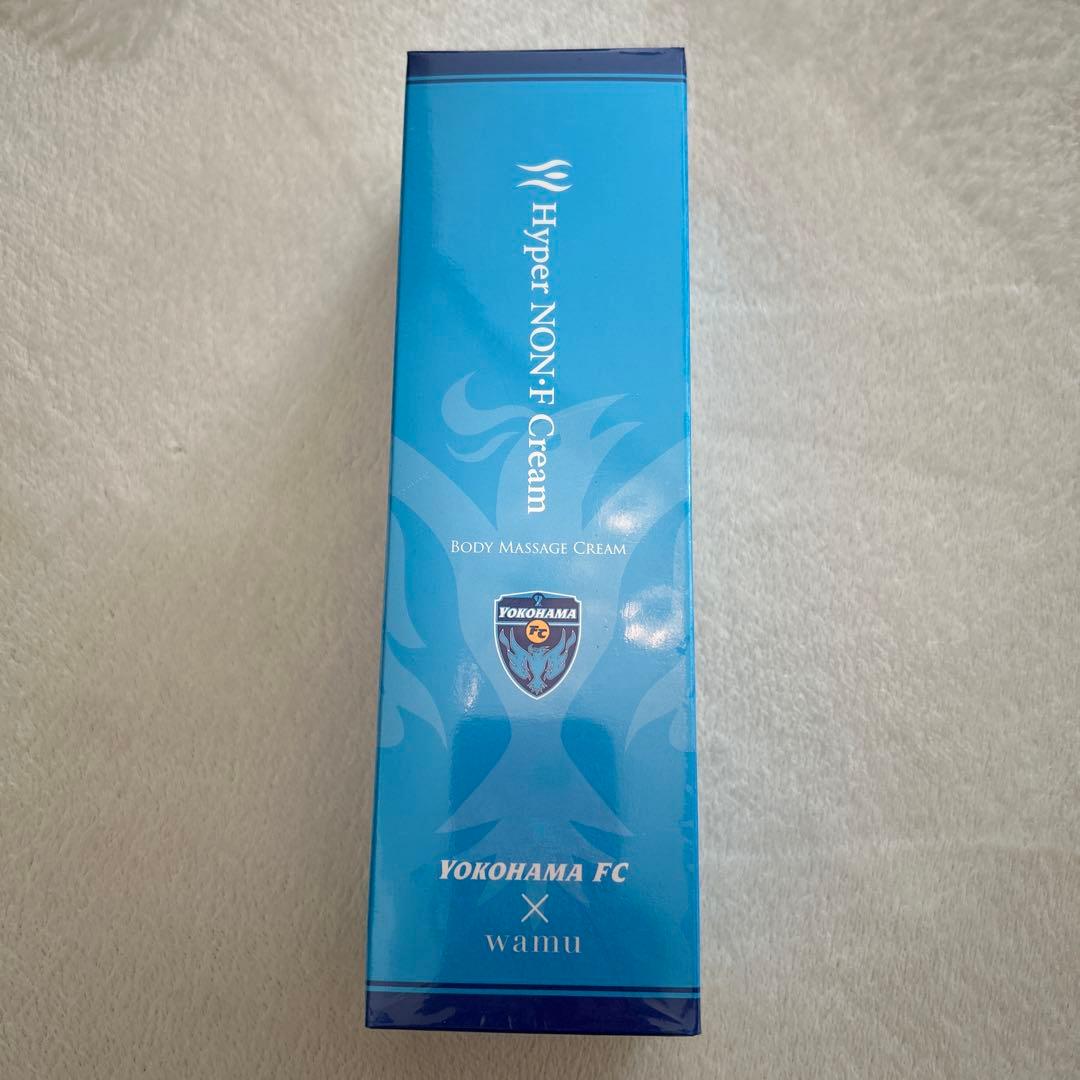 Hyper NON・F Cream
BODY MASSAGE CREAM
YOKOHAMA
FC
YOKOHAMA FC
×
wamu